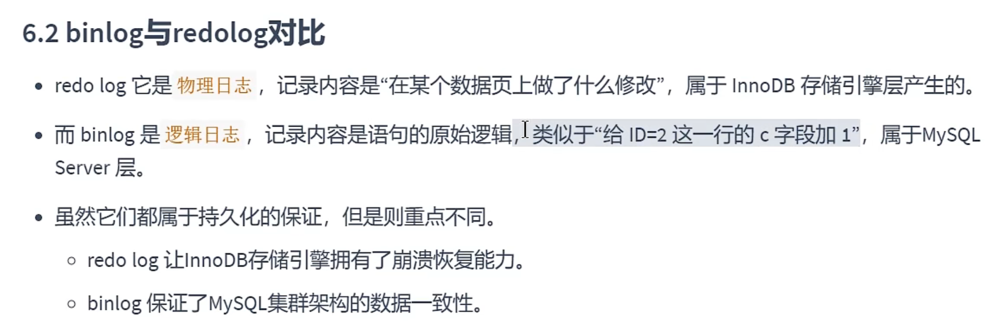 6.2 binlog与redolog对比
redo log 它是 物理日志 ，记录内容是“在某个数据页上做了什么修改”，属于 InnoDB 存储引擎层产生的。
而 binlog 是 逻辑日志 ，记录内容是语句的原始逻辑，类似于“给 ID=2 这一行的 c 字段加 1”，属于MySQL
Server 层。
虽然它们都属于持久化的保证，但是则重点不同。
redo log 让InnoDB存储引擎拥有了崩溃恢复能力。
binlog 保证了MySQL集群架构的数据一致性。